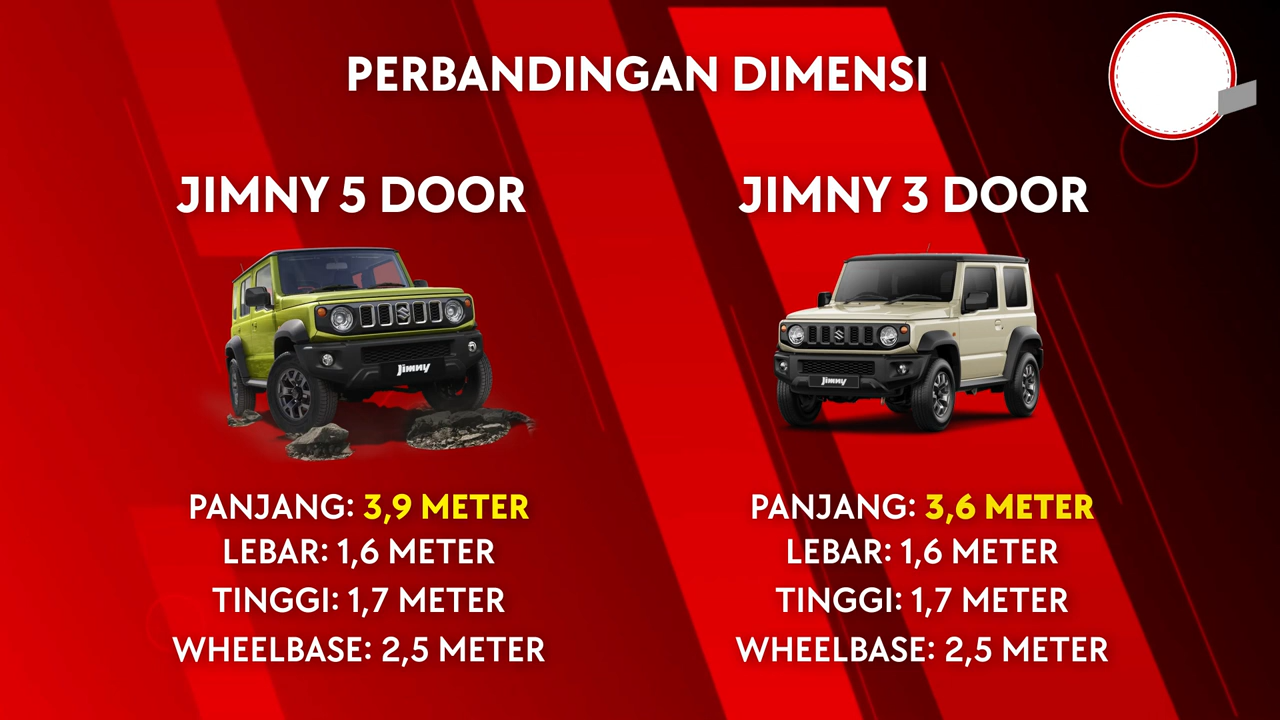 PERBANDINGAN DIMENSI
JIMNY 5 DOOR
JIMNY 3 DOOR
Jimny
Jimny
PANJANG: 3,9 METER
LEBAR: 1,6 METER
TINGGI: 1,7 METER
WHEELBASE: 2,5 METER
PANJANG: 3,6 METER
LEBAR: 1,6 METER
TINGGI: 1,7 METER
WHEELBASE: 2,5 METER